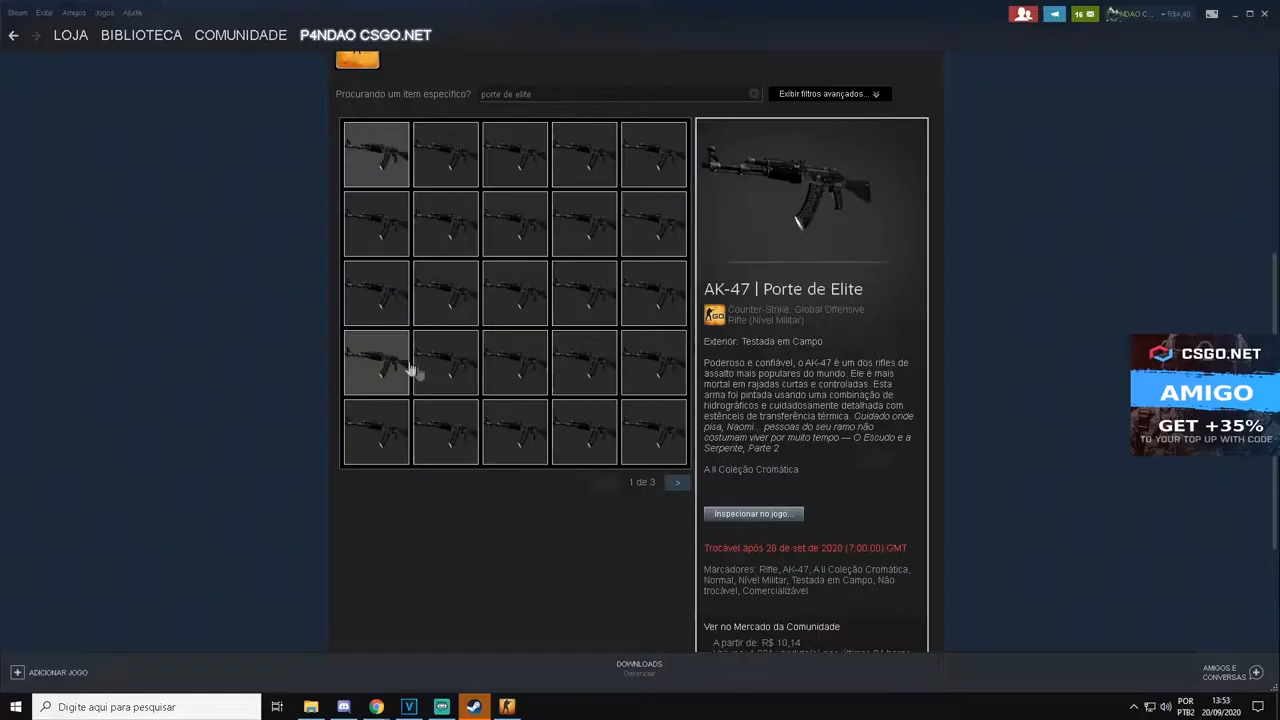 Steam Exibir Amigos Jogos Ajuda
16
R$4,40
LOJA BIBLIOTECA COMUNIDADE P4NDAO CSGO.NET
Procurando um item específico? porte de elite Exibir filtros avançados...
AK-47 | Porte de Elite
Counter-Strike: Global Offensive
Rifle (Nível Militar)
Exterior: Testada em Campo
Poderoso e confiável, o AK-47 é um dos rifles de
assalto mais populares do mundo. Ele é mais
mortal em rajadas curtas e controladas. Esta
arma foi pintada usando uma combinação de
hidrográficos e cuidadosamente detalhada com
estênceis de transferência térmica. Cuidado onde
pisa, Naomi... pessoas do seu ramo não
costumam viver por muito tempo — O Escudo e a
Serpente, Parte 2
A II Coleção Cromática
1 de 3 >
Inspecionar no jogo...
Trocável após 28 de set de 2020 (7:00:00) GMT
Marcadores: Rifle, AK-47, A II Coleção Cromática,
Normal, Nível Militar, Testada em Campo, Não
trocável, Comercializável
Ver no Mercado da Comunidade
A partir de: R$ 10,14
CSGO.NET
AMIGO
GET +35%
TO YOUR TOP UP WITH CODE
ADICIONAR JOGO
DOWNLOADS
Gerenciar
AMIGOS E
CONVERSAS
Digite aqui para pesquisar
POR
PTB2
13:53
20/09/2020